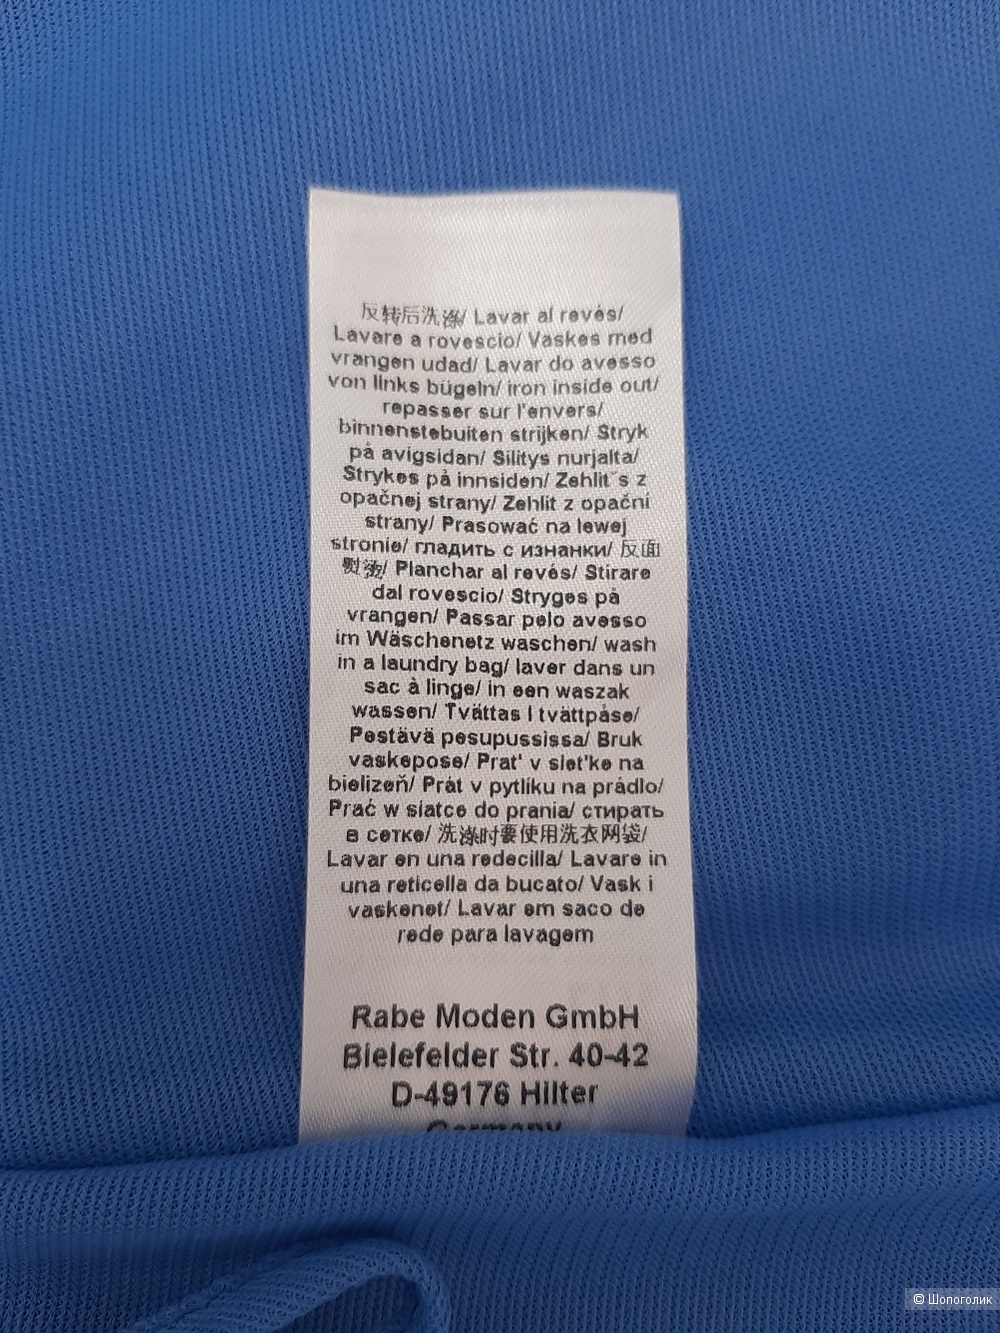 反转后洗涤/ Lavar al revés/
Lavare a rovescio/ Vaskes med
vrangen udad/ Lavar do avesso
von links bügeln/ iron inside out/
repasser sur l'envers/
binnenstebuiten strijken/ Stryk
på avigsidan/ Silitys nurjalta/
Strykes på innsiden/ Zehlit´s z
opačnej strany/ Zehlit z opačni
strany/ Prasować na lewej
stronie/ гладить с изнанки/ 反面
熨烫/ Planchar al revés/ Stirare
dal rovescio/ Stryges på
vrangen/ Passar pelo avesso
im Wäschenetz waschen/ wash
in a laundry bag/ laver dans un
sac à linge/ in een waszak
wassen/ Tvättas I tvättpåse/
Pestävä pesupussissa/ Bruk
vaskepose/ Prat' v siet'ke na
bielizeň/ Prát v pytlíku na prádlo/
Prać w siatce do prania/ стирать
в сетке/ 洗涤时要使用洗衣网袋/
Lavar en una redecilla/ Lavare in
una reticella da bucato/ Vask i
vaskenet/ Lavar em saco de
rede para lavagem
Rabe Moden GmbH
Bielefelder Str. 40-42
D-49176 Hilter
Germany
© Шопоголик